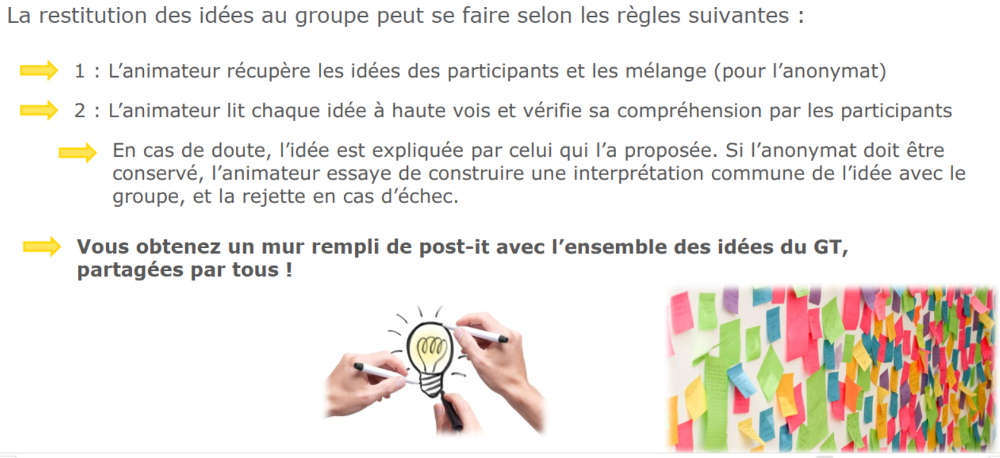 La restitution des idées au groupe peut se faire selon les règles suivantes :
1 : L’animateur récupère les idées des participants et les mélange (pour l’anonymat)
2 : L’animateur lit chaque idée à haute vois et vérifie sa compréhension par les participants
En cas de doute, l’idée est expliquée par celui qui l’a proposée. Si l’anonymat doit être
conservé, l’animateur essaye de construire une interprétation commune de l’idée avec le
groupe, et la rejette en cas d’échec.
Vous obtenez un mur rempli de post-it avec l’ensemble des idées du GT,
partagées par tous !